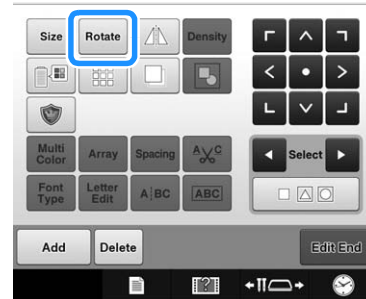 Size Rotate Density
Multi Color Array Spacing A C
Font Type Letter Edit A BC ABC
Select
Add Delete Edit End
?